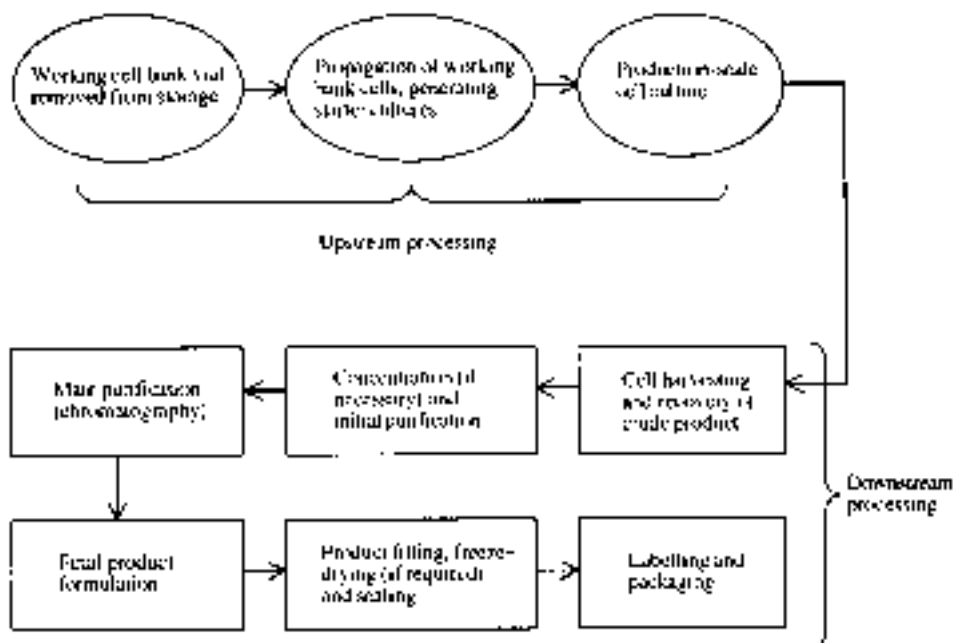 Working cell bank vial
removed from storage
Propagation of working
bank cells, generating
starter cultures
Production-scale
cell culture
Upstream processing
Main purification
(chromatography)
Concentration (if
necessary) and
initial purification
Cell harvesting
and recovery of
crude product
Downstream
processing
Final product
formulation
Product filling, freeze-
drying (if required)
and sealing
Labelling and
packaging